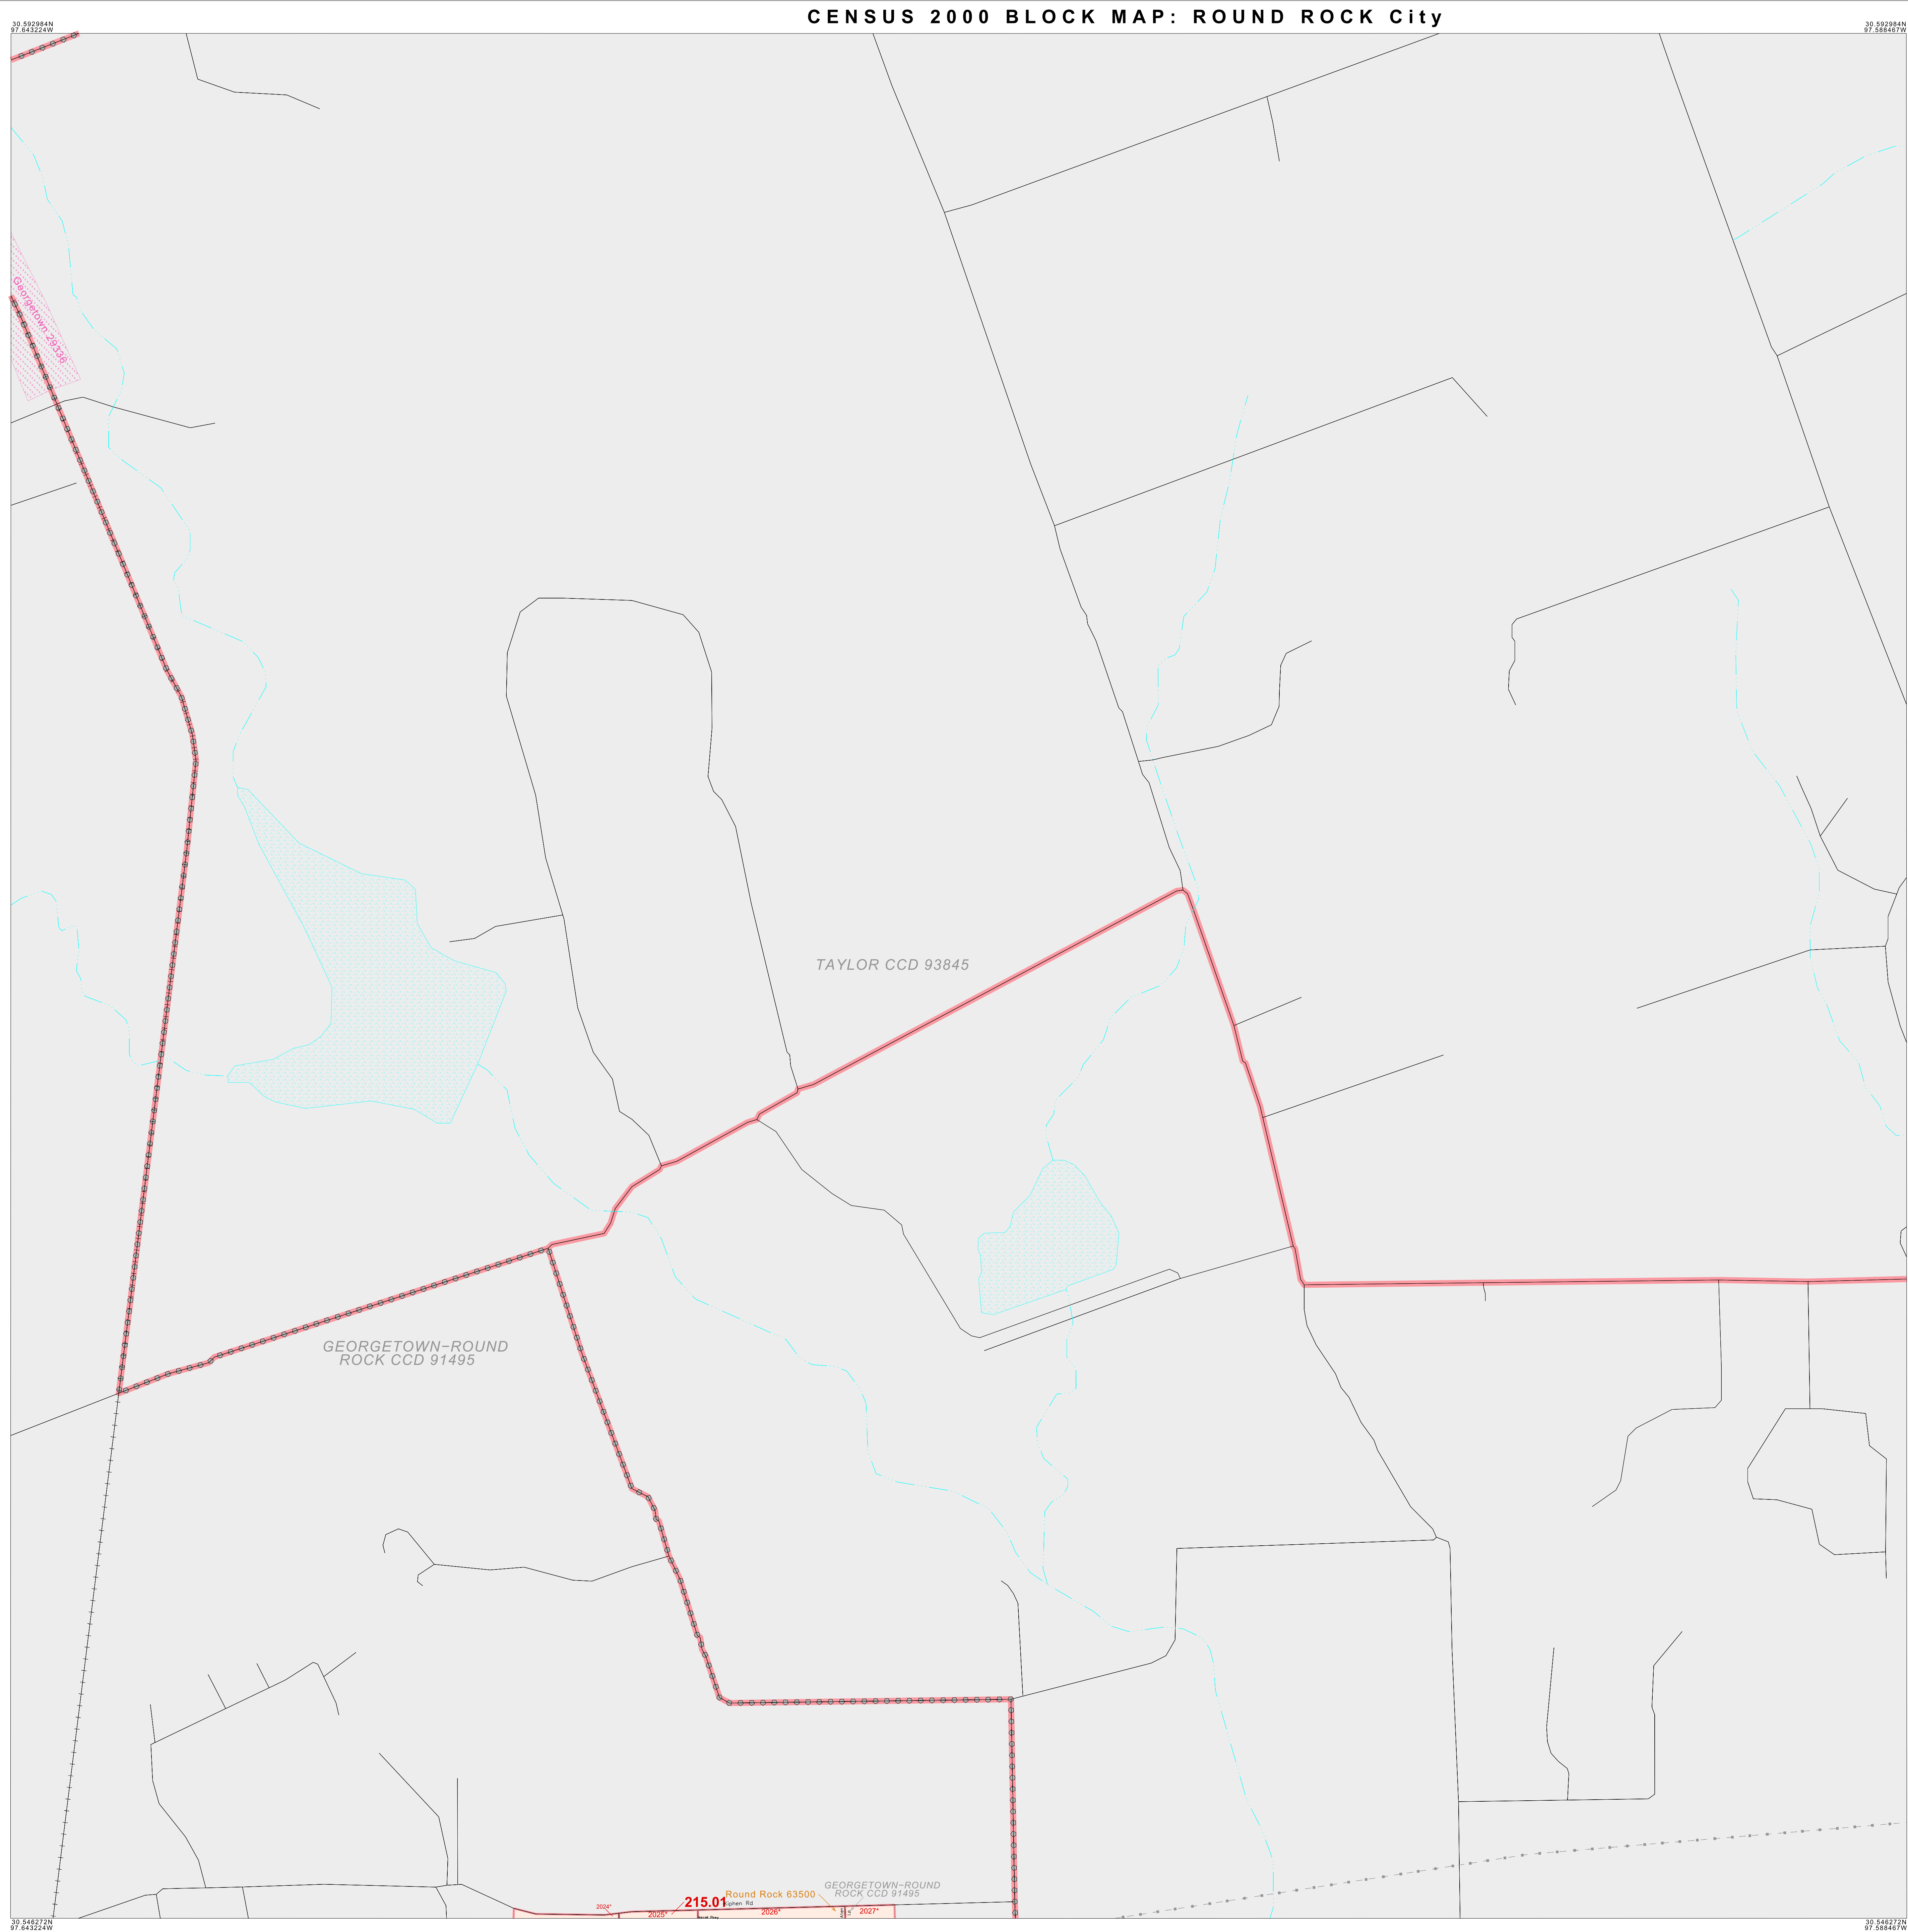 CENSUS 2000 BLOCK MAP: ROUND ROCK City
30.592984N
97.643224W
30.592984N
97.588467W
Georgetown 29336
TAYLOR CCD 93845
GEORGETOWN−ROUND
ROCK CCD 91495
GEORGETOWN−ROUND
ROCK CCD 91495
Round Rock 63500
215.01
Kiphen Rd
2024*
2025*
2026*
2027*
30.546272N
97.643224W
30.546272N
97.588467W